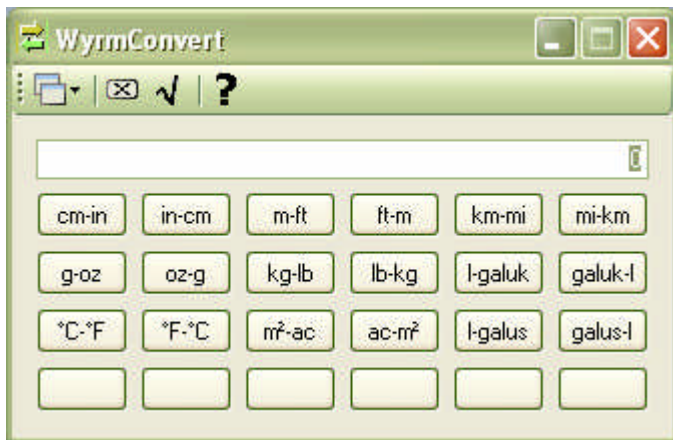 WyrmConvert
?
0
cm-in in-cm m-ft ft-m km-mi mi-km
g-oz oz-g kg-lb lb-kg l-galuk galuk-l
°C-°F °F-°C m²-ac ac-m² l-galus galus-l